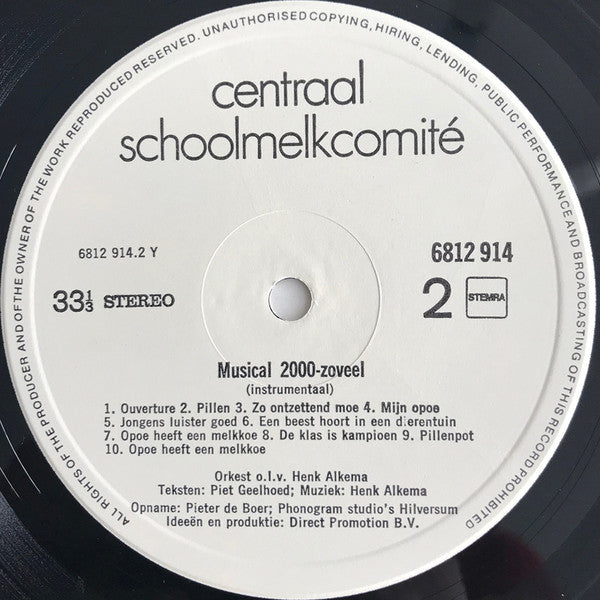 ALL RIGHTS OF THE PRODUCER AND OF THE OWNER OF THE WORK REPRODUCED RESERVED. UNAUTHORISED COPYING, HIRING, LENDING, PUBLIC PERFORMANCE AND BROADCASTING OF THIS RECORD PROHIBITED
centraal
schoolmelkcomité
6812 914.2 Y
6812 914
33⅓ STEREO
2 STEMRA
Musical 2000-zoveel
(instrumentaal)
1. Ouverture 2. Pillen 3. Zo ontzettend moe 4. Mijn opoe
5. Jongens luister goed 6. Een beest hoort in een dierentuin
7. Opoe heeft een melkkoe 8. De klas is kampioen 9. Pillenpot
10. Opoe heeft een melkkoe
Orkest o.l.v. Henk Alkema
Teksten: Piet Geelhoed; Muziek: Henk Alkema
Opname: Pieter de Boer; Phonogram studio's Hilversum
Ideeën en produktie: Direct Promotion B.V.